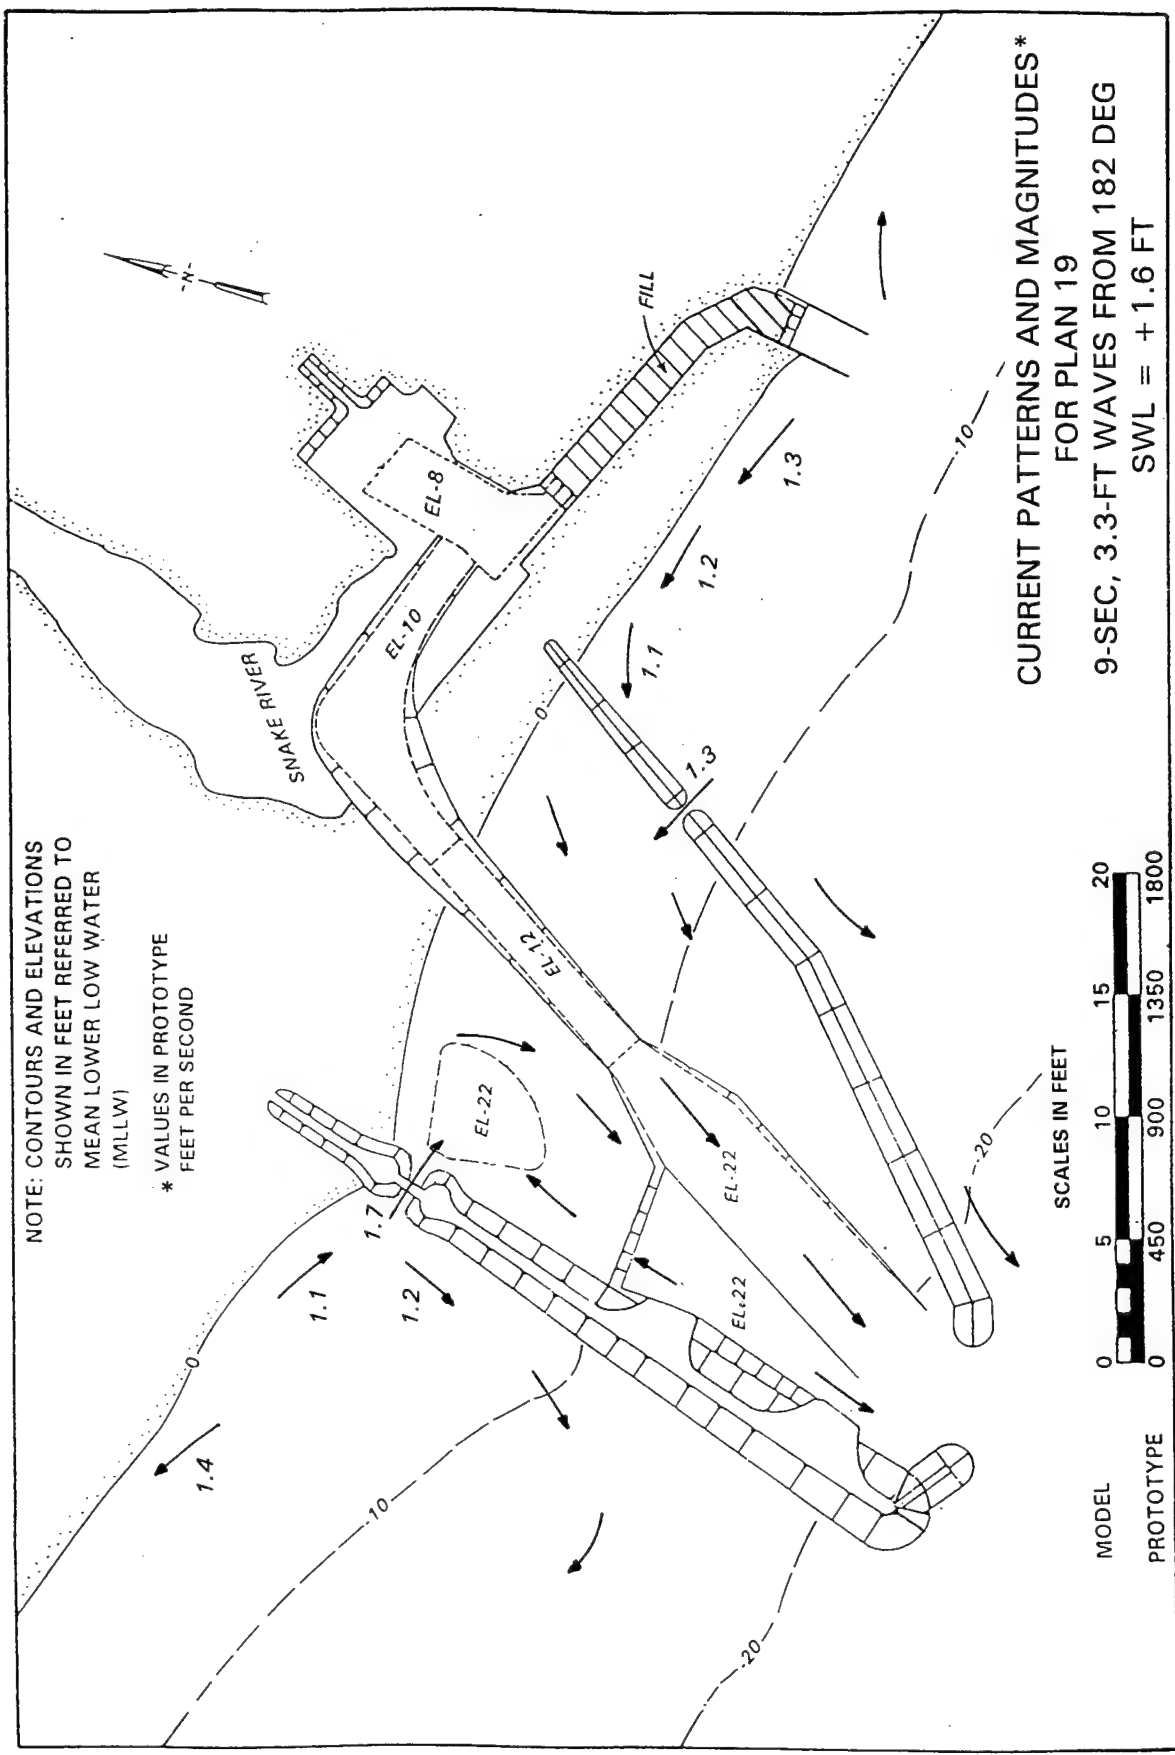 NOTE: CONTOURS AND ELEVATIONS
SHOWN IN FEET REFERRED TO
MEAN LOWER LOW WATER
(MLLW)
* VALUES IN PROTOTYPE
FEET PER SECOND
-N-
SNAKE RIVER
EL-8
EL-10
FILL
EL-12
EL-22
EL-22
EL-22
0
0
-10
-10
-20
-20
1.4
1.1
1.2
1.7
1.3
1.1
1.2
1.3
SCALES IN FEET
MODEL 0 5 10 15 20
PROTOTYPE 0 450 900 1350 1800
CURRENT PATTERNS AND MAGNITUDES*
FOR PLAN 19
9-SEC, 3.3-FT WAVES FROM 182 DEG
SWL = +1.6 FT